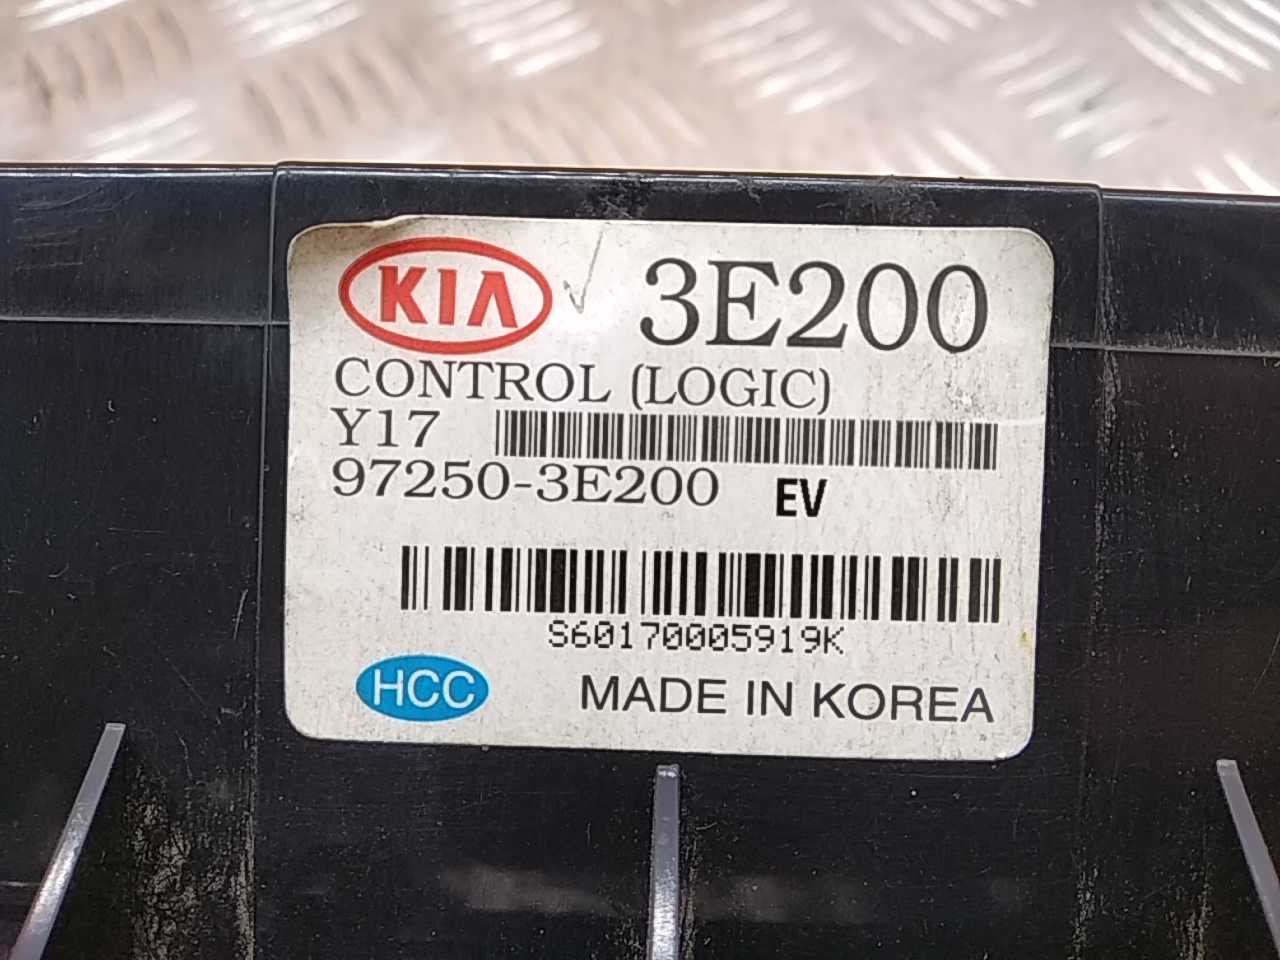 KIA 3E200
CONTROL (LOGIC)
Y17
97250-3E200 EV
S60170005919K
HCC MADE IN KOREA